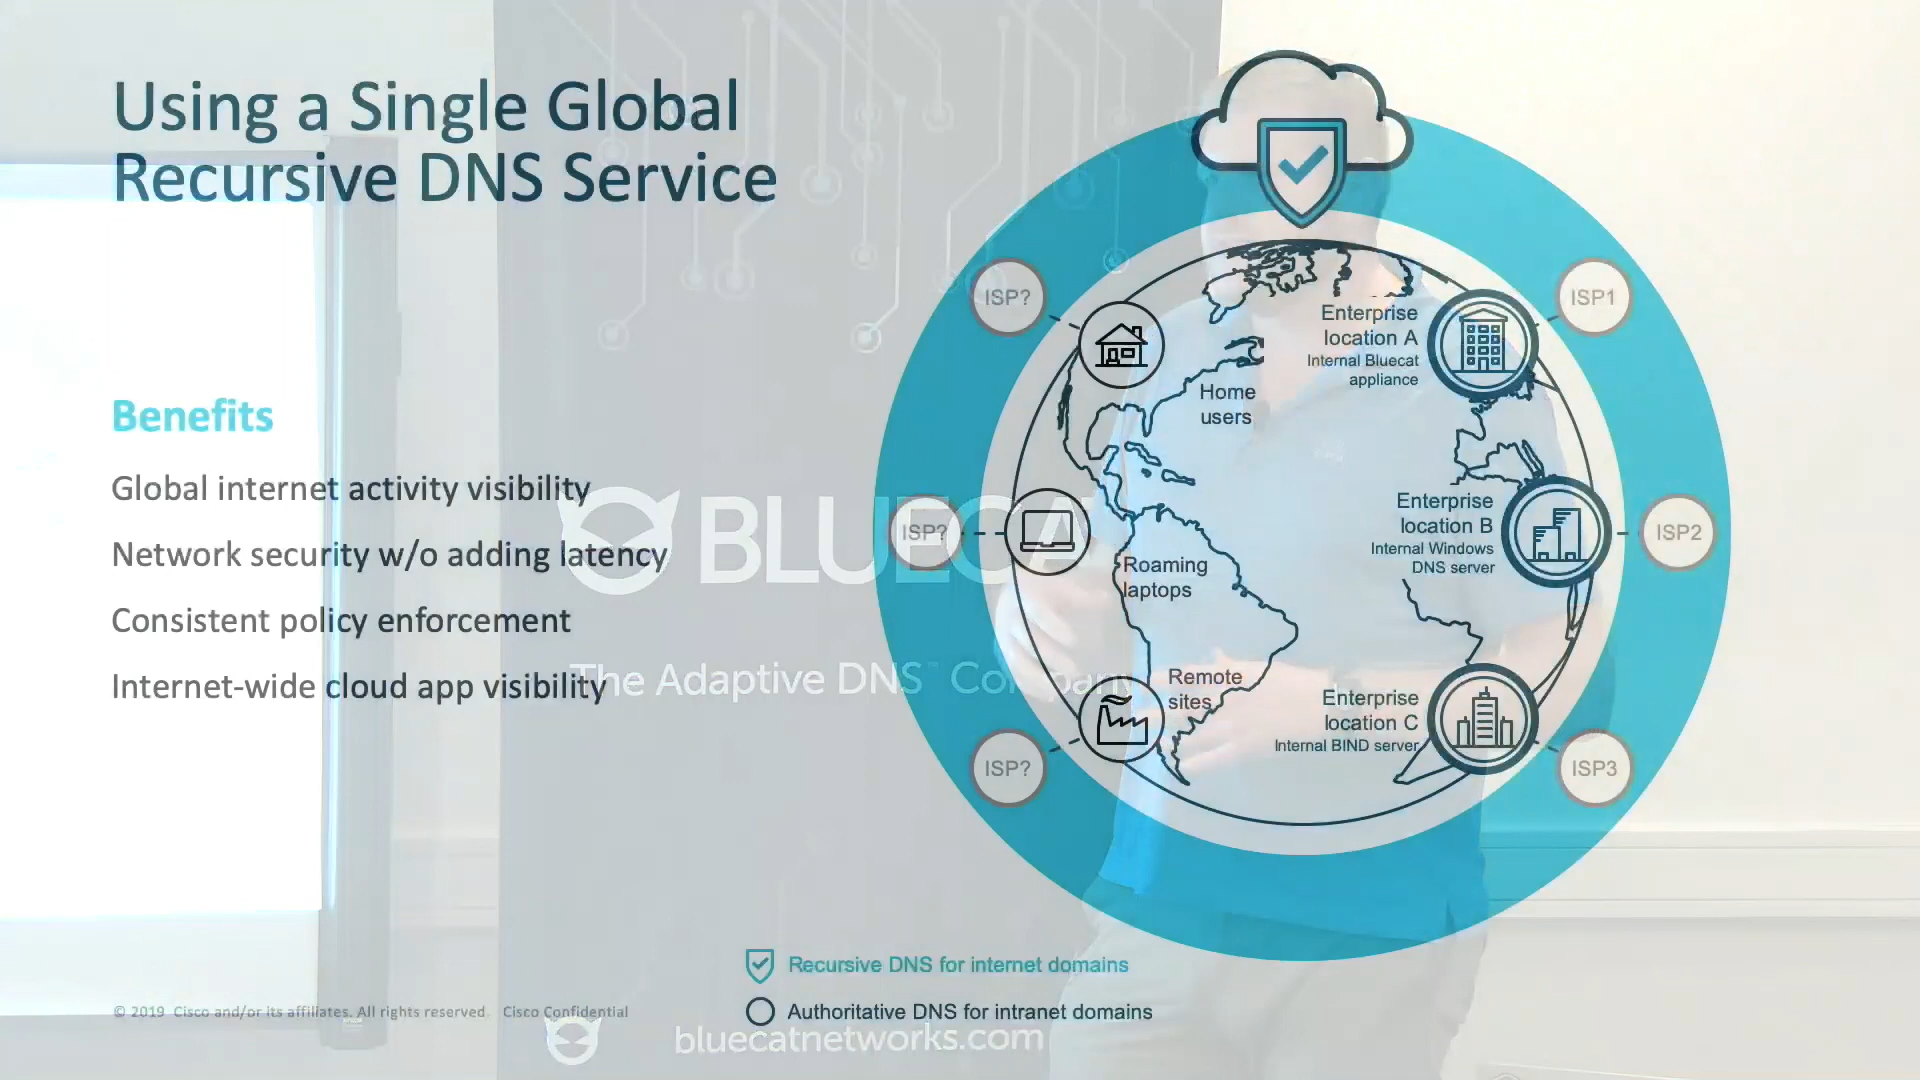 Using a Single Global
Recursive DNS Service
Benefits
Global internet activity visibility
Network security w/o adding latency
Consistent policy enforcement
Internet-wide cloud app visibility
ISP?
ISP?
ISP?
ISP1
ISP2
ISP3
Home
users
Roaming
laptops
Remote
sites
Enterprise
location A
Internal Bluecat
appliance
Enterprise
location B
Internal Windows
DNS server
Enterprise
location C
Internal BIND server
Recursive DNS for internet domains
Authoritative DNS for intranet domains
© 2019 Cisco and/or its affiliates. All rights reserved. Cisco Confidential
BLUECA
The Adaptive DNS™ Company
bluecatnetworks.com